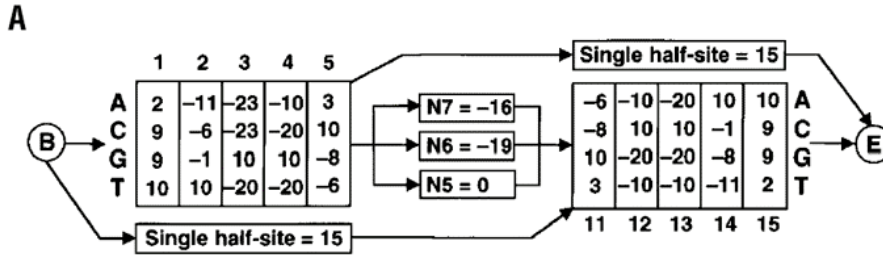 A
Single half-site = 15
1 2 3 4 5
A 2 –11 –23 –10 3
C 9 –6 –23 –20 10
G 9 –1 10 10 –8
T 10 10 –20 –20 –6
B
N7 = –16
N6 = –19
N5 = 0
–6 –10 –20 10 10 A
–8 10 10 –1 9 C
10 –20 –20 –8 9 G
3 –10 –10 –11 2 T
E
11 12 13 14 15
Single half-site = 15